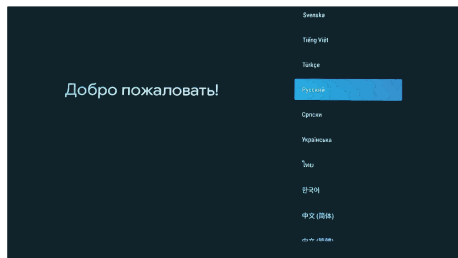 Добро пожаловать!
Svenska
Tiếng Việt
Türkçe
Русский
Српски
Українська
ไทย
한국어
中文 (简体)